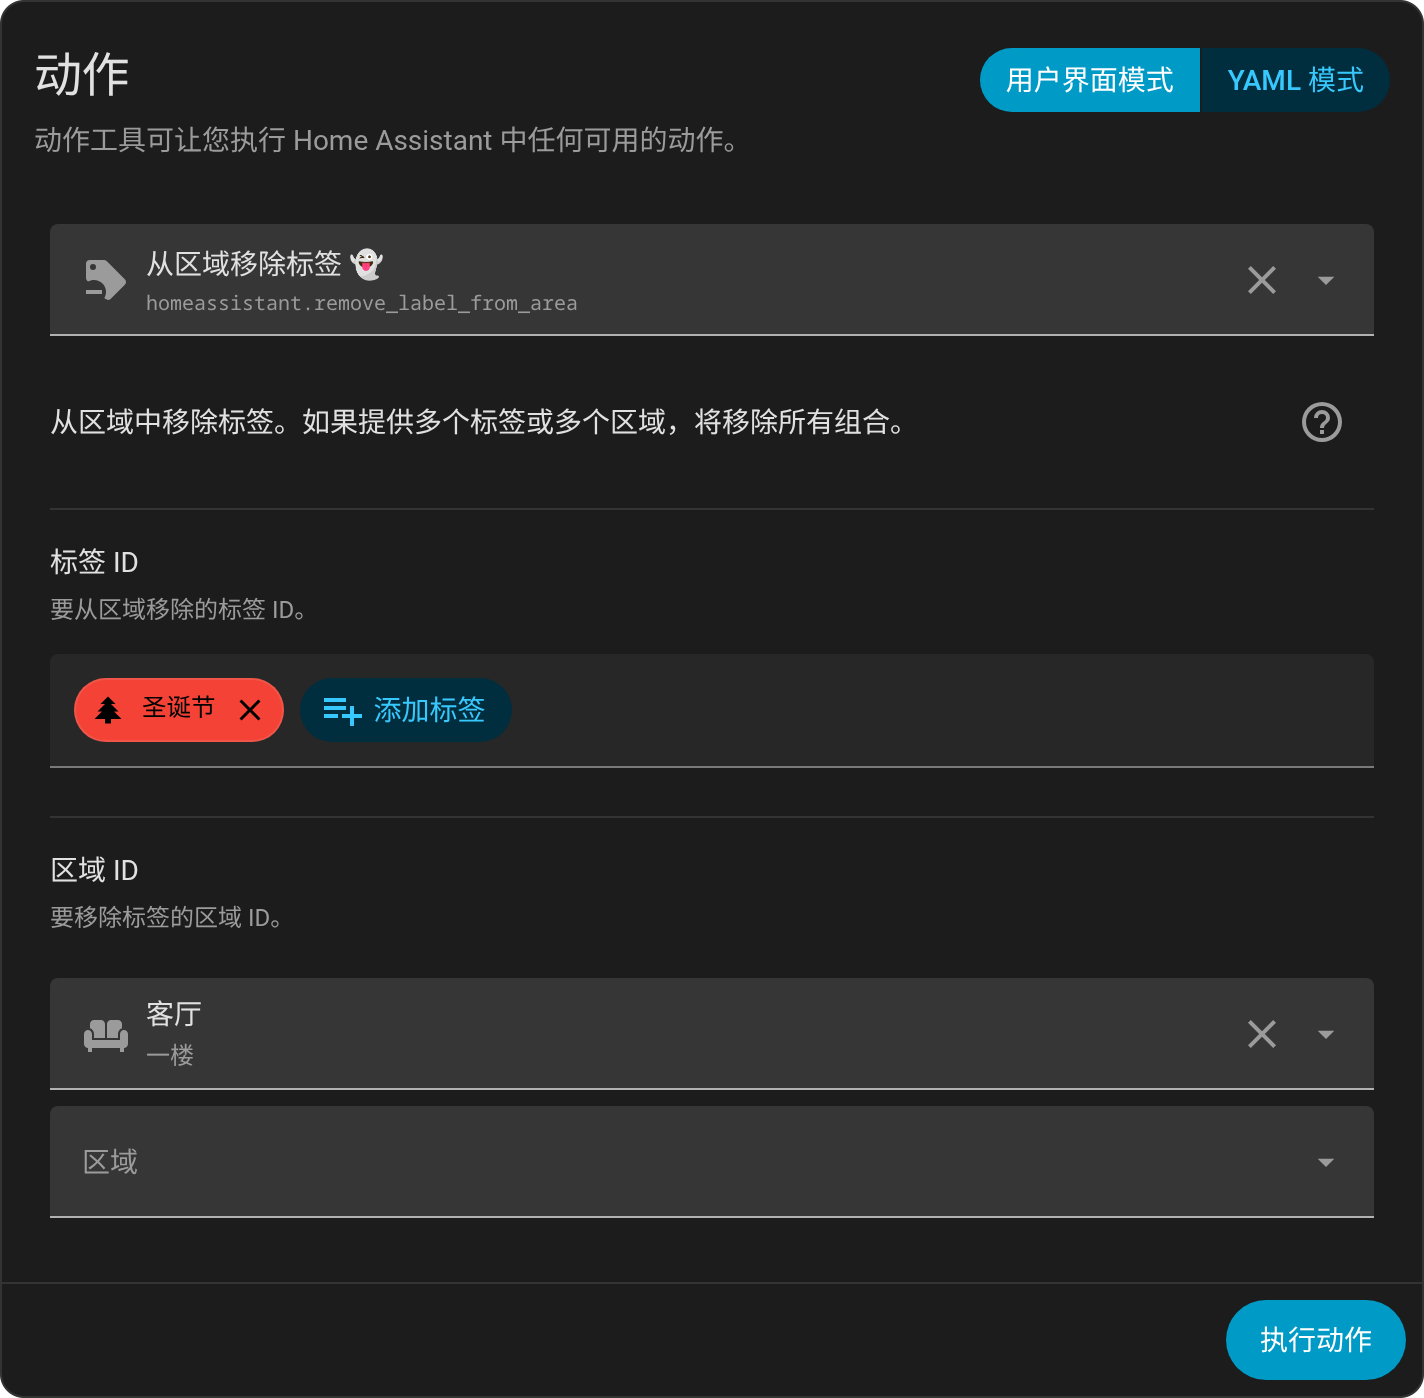 动作
用户界面模式
YAML 模式
动作工具可让您执行 Home Assistant 中任何可用的动作。
从区域移除标签 👻
homeassistant.remove_label_from_area
从区域中移除标签。如果提供多个标签或多个区域，将移除所有组合。
标签 ID
要从区域移除的标签 ID。
圣诞节
添加标签
区域 ID
要移除标签的区域 ID。
客厅
一楼
区域
执行动作